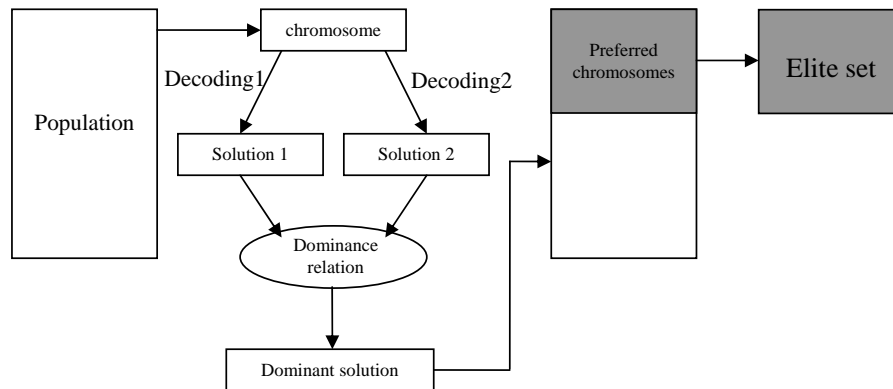 Population
chromosome
Decoding1
Decoding2
Solution 1
Solution 2
Dominance
relation
Dominant solution
Preferred
chromosomes
Elite set